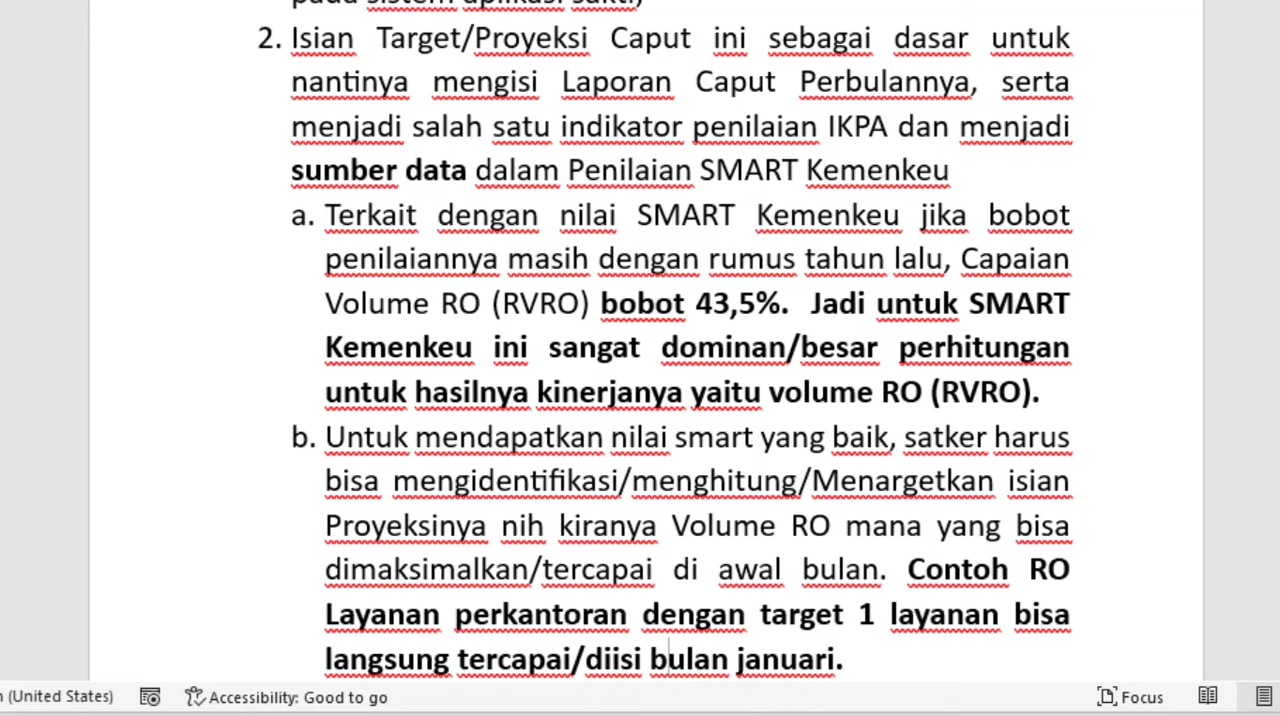 pada sistem aplikasi sakti,
2. Isian Target/Proyeksi Caput ini sebagai dasar untuk
nantinya mengisi Laporan Caput Perbulannya, serta
menjadi salah satu indikator penilaian IKPA dan menjadi
sumber data dalam Penilaian SMART Kemenkeu
a. Terkait dengan nilai SMART Kemenkeu jika bobot
penilaiannya masih dengan rumus tahun lalu, Capaian
Volume RO (RVRO) bobot 43,5%. Jadi untuk SMART
Kemenkeu ini sangat dominan/besar perhitungan
untuk hasilnya kinerjanya yaitu volume RO (RVRO).
b. Untuk mendapatkan nilai smart yang baik, satker harus
bisa mengidentifikasi/menghitung/Menargetkan isian
Proyeksinya nih kiranya Volume RO mana yang bisa
dimaksimalkan/tercapai di awal bulan. Contoh RO
Layanan perkantoran dengan target 1 layanan bisa
langsung tercapai/diisi bulan januari.
(United States) Accessibility: Good to go Focus